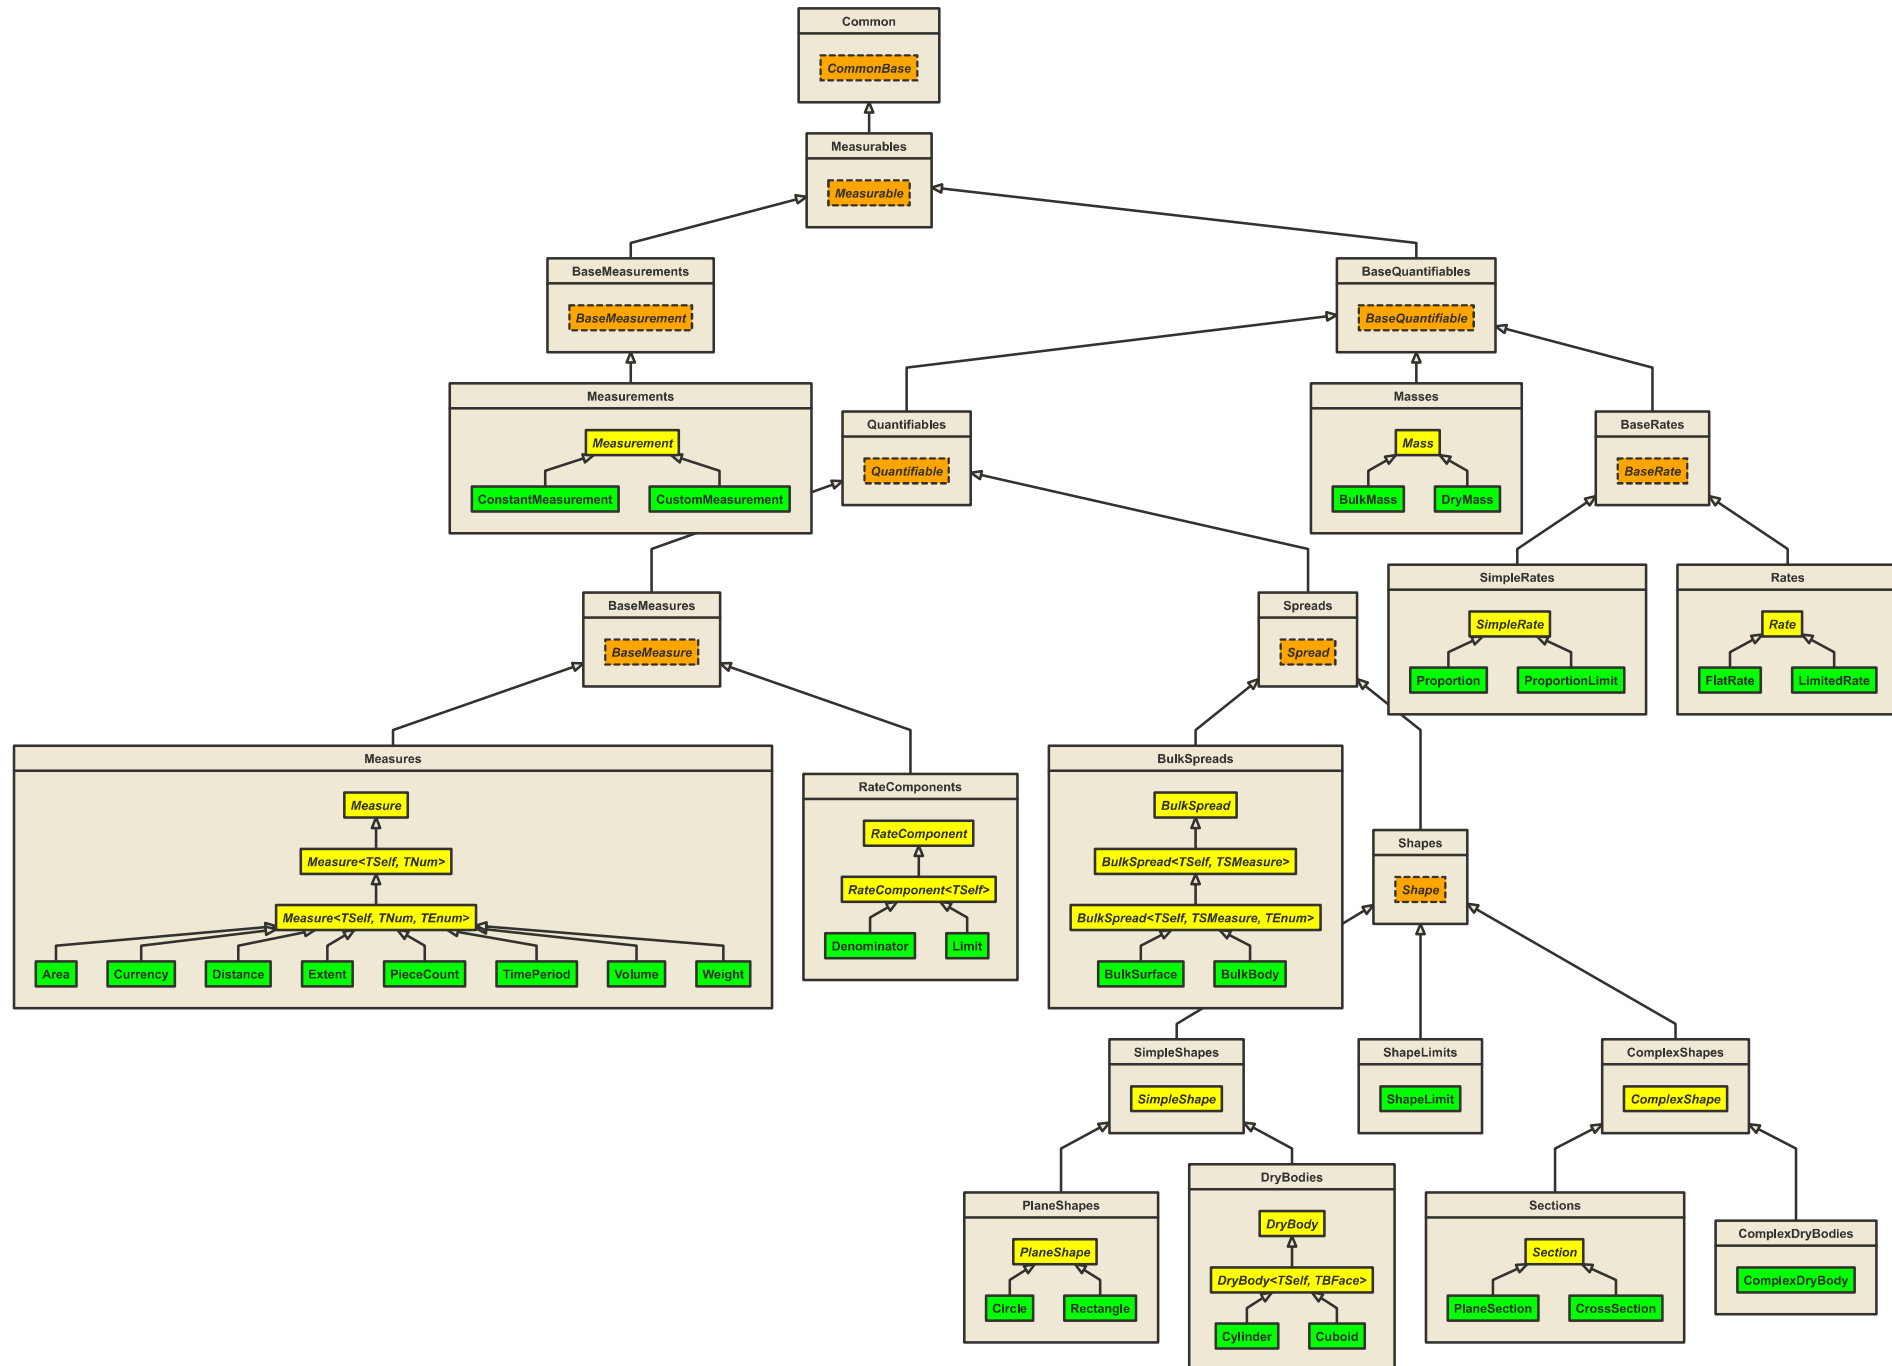 Common
CommonBase
Measurables
Measurable
BaseMeasurements
BaseMeasurement
BaseQuantifiables
BaseQuantifiable
Measurements
Measurement
ConstantMeasurement
CustomMeasurement
Quantifiables
Quantifiable
Masses
Mass
BulkMass
DryMass
BaseRates
BaseRate
BaseMeasures
BaseMeasure
Spreads
Spread
SimpleRates
SimpleRate
Proportion
ProportionLimit
Rates
Rate
FlatRate
LimitedRate
Measures
Measure
Measure<TSelf, TNum>
Measure<TSelf, TNum, TEnum>
Area
Currency
Distance
Extent
PieceCount
TimePeriod
Volume
Weight
RateComponents
RateComponent
RateComponent<TSelf>
Denominator
Limit
BulkSpreads
BulkSpread
BulkSpread<TSelf, TSMeasure>
BulkSpread<TSelf, TSMeasure, TEnum>
BulkSurface
BulkBody
Shapes
Shape
SimpleShapes
SimpleShape
ShapeLimits
ShapeLimit
ComplexShapes
ComplexShape
PlaneShapes
PlaneShape
Circle
Rectangle
DryBodies
DryBody
DryBody<TSelf, TBFace>
Cylinder
Cuboid
Sections
Section
PlaneSection
CrossSection
ComplexDryBodies
ComplexDryBody